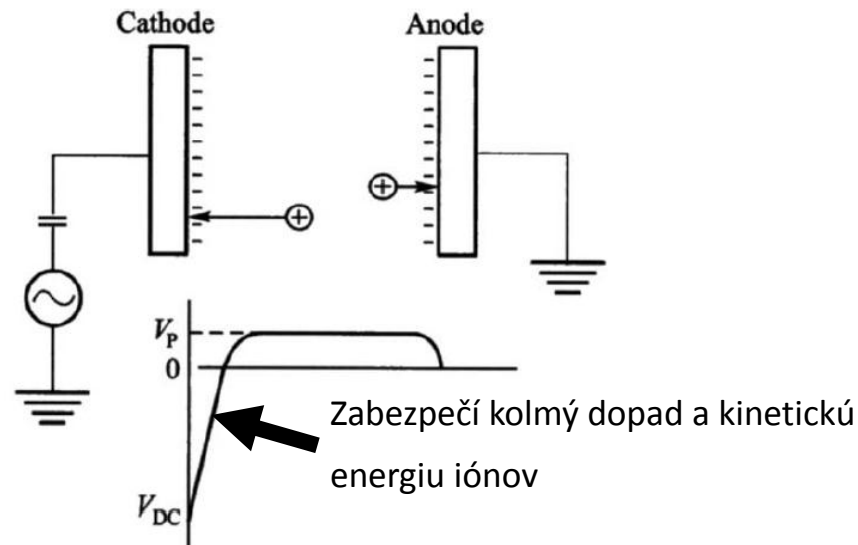 Cathode
Anode
V_P
0
Zabezpečí kolmý dopad a kinetickú
energiu iónov
V_DC